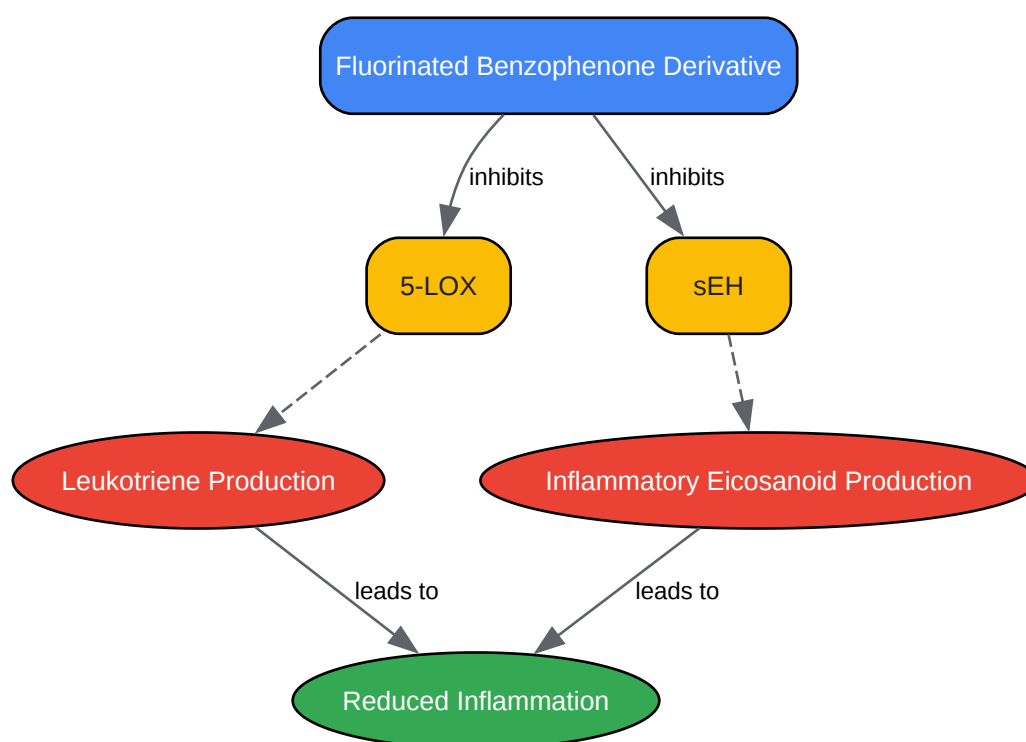 Fluorinated Benzophenone Derivative
inhibits
inhibits
5-LOX
sEH
Leukotriene Production
Inflammatory Eicosanoid Production
leads to
leads to
Reduced Inflammation